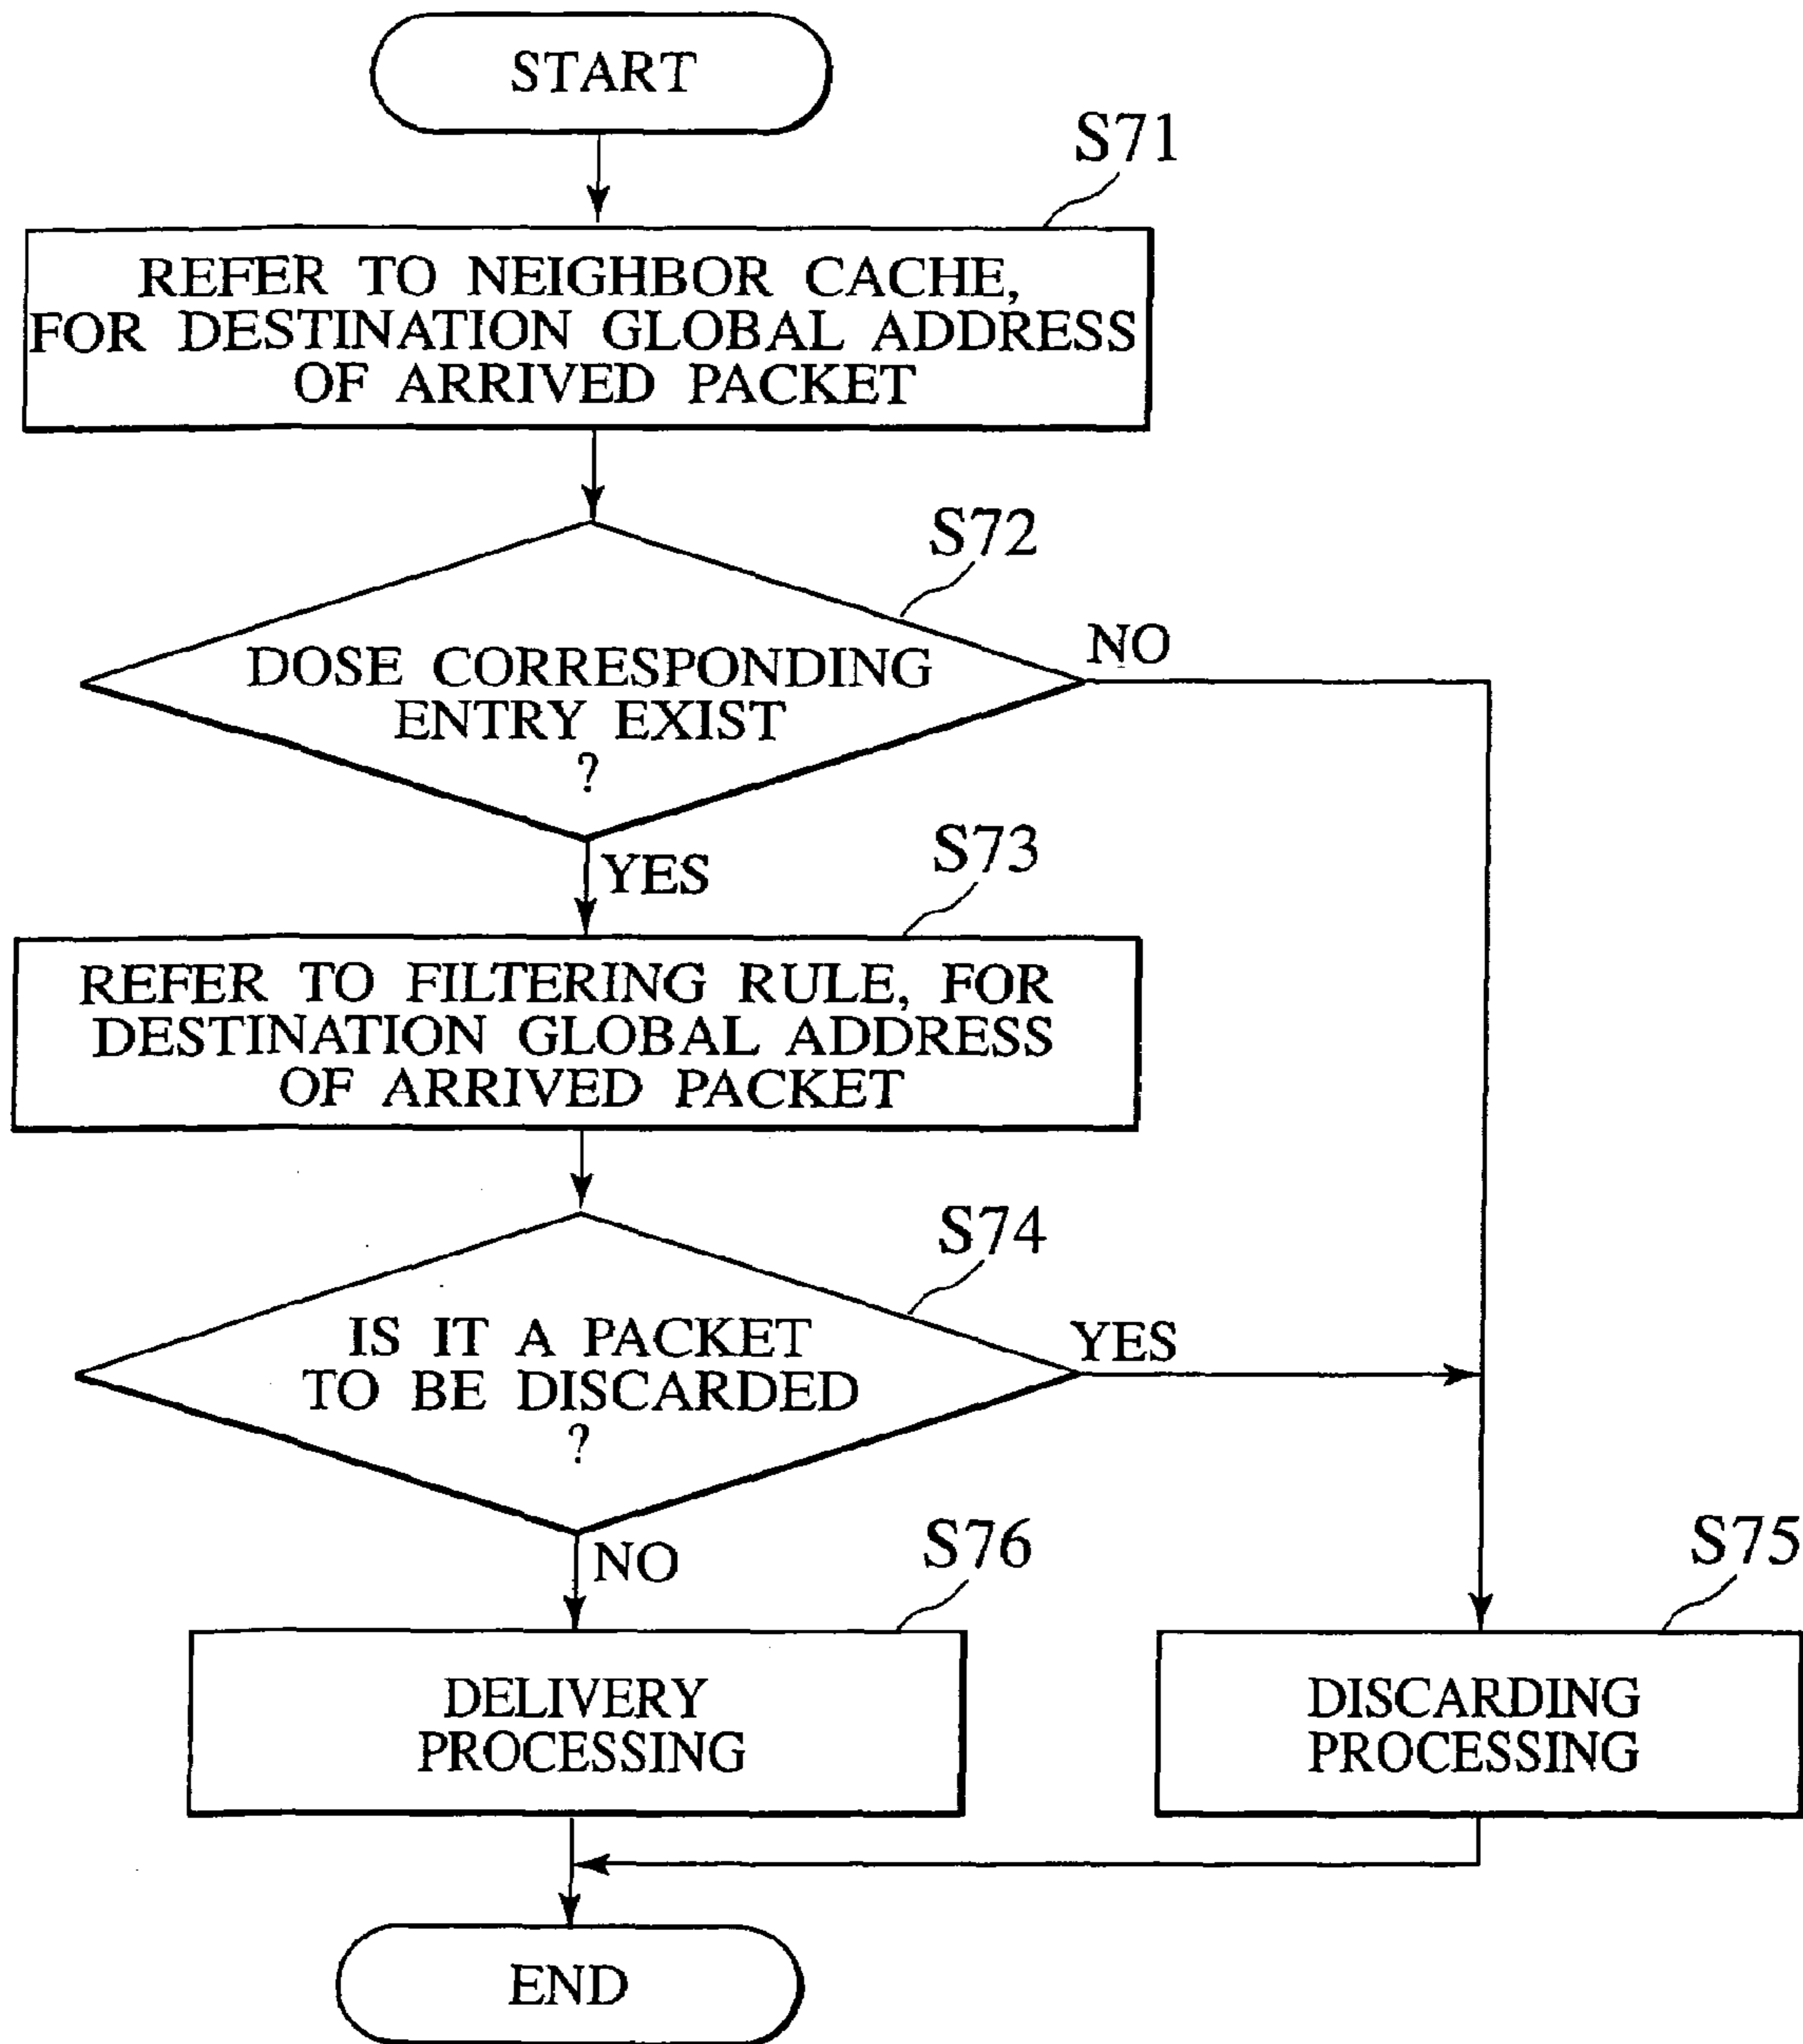 START
S71
REFER TO NEIGHBOR CACHE,
FOR DESTINATION GLOBAL ADDRESS
OF ARRIVED PACKET
S72
DOSE CORRESPONDING
ENTRY EXIST
?
NO
YES
S73
REFER TO FILTERING RULE, FOR
DESTINATION GLOBAL ADDRESS
OF ARRIVED PACKET
S74
IS IT A PACKET
TO BE DISCARDED
?
YES
NO
S76
DELIVERY
PROCESSING
S75
DISCARDING
PROCESSING
END